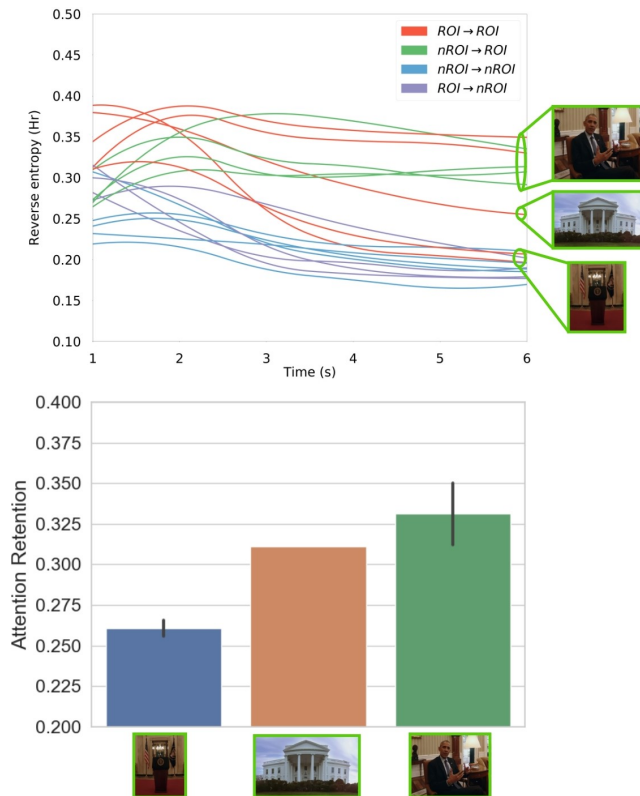 0.50
0.45
0.40
0.35
0.30
0.25
0.20
0.15
0.10
Reverse entropy (Hr)
ROI → ROI
nROI → ROI
nROI → nROI
ROI → nROI
1 2 3 4 5 6
Time (s)
0.400
0.375
0.350
0.325
0.300
0.275
0.250
0.225
0.200
Attention Retention